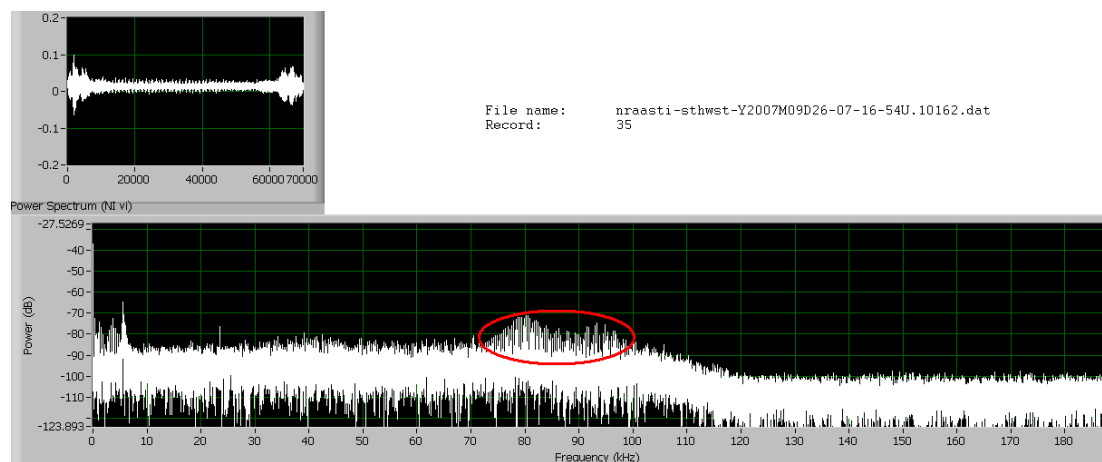 0.2
0.1
0
-0.1
-0.2
0 20000 40000 60000 70000
File name: nraasti-sthwst-Y2007M09D26-07-16-54U.10162.dat
Record: 35
Power Spectrum (NI vi)
-27.5269
-40
-50
-60
-70
-80
-90
-100
-110
-123.893
Power (dB)
0 10 20 30 40 50 60 70 80 90 100 110 120 130 140 150 160 170 180
Frequency (kHz)